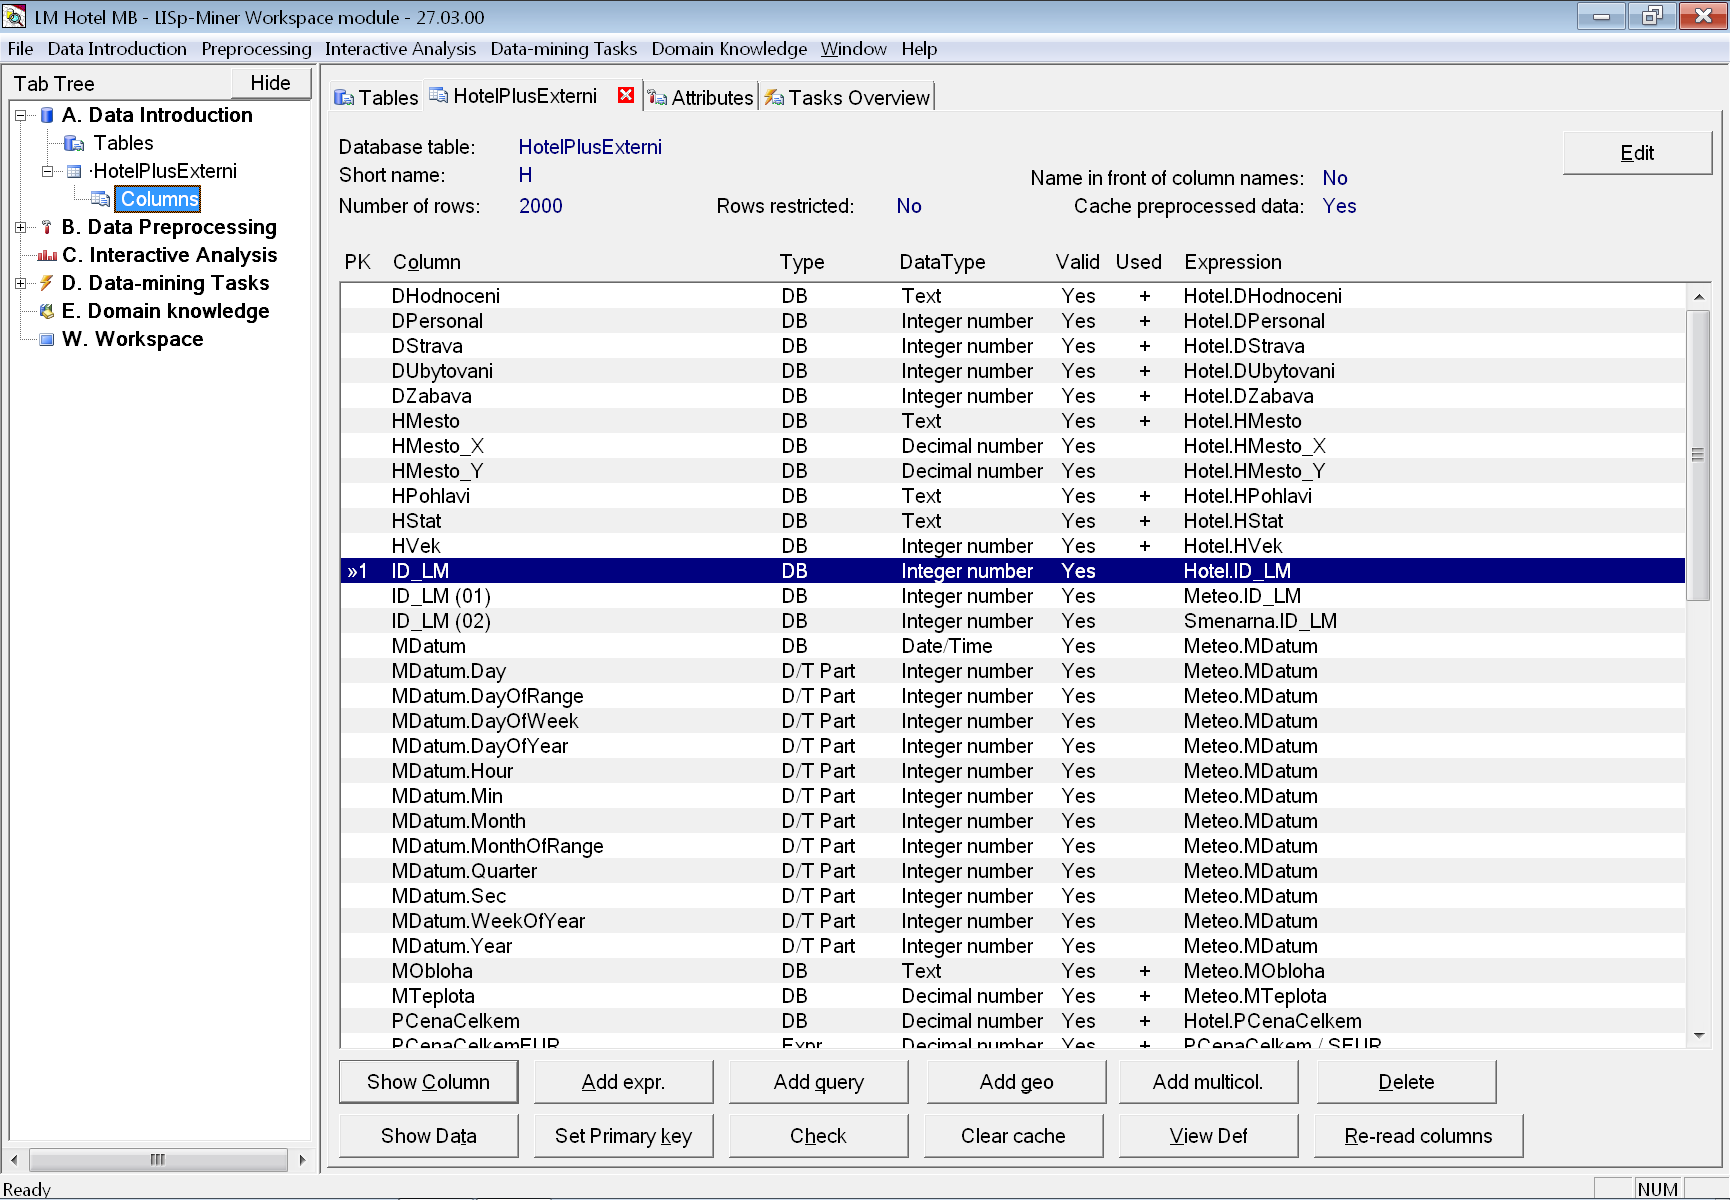 LM Hotel MB - LISp-Miner Workspace module - 27.03.00
File Data Introduction Preprocessing Interactive Analysis Data-mining Tasks Domain Knowledge Window Help
Tab Tree Hide
A. Data Introduction
Tables
·HotelPlusExterni
Columns
B. Data Preprocessing
C. Interactive Analysis
D. Data-mining Tasks
E. Domain knowledge
W. Workspace
Tables HotelPlusExterni Attributes Tasks Overview
Database table: HotelPlusExterni
Edit
Short name: H
Name in front of column names: No
Number of rows: 2000 Rows restricted: No Cache preprocessed data: Yes
PK Column Type DataType Valid Used Expression
DHodnoceni DB Text Yes + Hotel.DHodnoceni
DPersonal DB Integer number Yes + Hotel.DPersonal
DStrava DB Integer number Yes + Hotel.DStrava
DUbytovani DB Integer number Yes + Hotel.DUbytovani
DZabava DB Integer number Yes + Hotel.DZabava
HMesto DB Text Yes + Hotel.HMesto
HMesto_X DB Decimal number Yes Hotel.HMesto_X
HMesto_Y DB Decimal number Yes Hotel.HMesto_Y
HPohlavi DB Text Yes + Hotel.HPohlavi
HStat DB Text Yes + Hotel.HStat
HVek DB Integer number Yes + Hotel.HVek
»1 ID_LM DB Integer number Yes Hotel.ID_LM
ID_LM (01) DB Integer number Yes Meteo.ID_LM
ID_LM (02) DB Integer number Yes Smenarna.ID_LM
MDatum DB Date/Time Yes Meteo.MDatum
MDatum.Day D/T Part Integer number Yes Meteo.MDatum
MDatum.DayOfRange D/T Part Integer number Yes Meteo.MDatum
MDatum.DayOfWeek D/T Part Integer number Yes Meteo.MDatum
MDatum.DayOfYear D/T Part Integer number Yes Meteo.MDatum
MDatum.Hour D/T Part Integer number Yes Meteo.MDatum
MDatum.Min D/T Part Integer number Yes Meteo.MDatum
MDatum.Month D/T Part Integer number Yes Meteo.MDatum
MDatum.MonthOfRange D/T Part Integer number Yes Meteo.MDatum
MDatum.Quarter D/T Part Integer number Yes Meteo.MDatum
MDatum.Sec D/T Part Integer number Yes Meteo.MDatum
MDatum.WeekOfYear D/T Part Integer number Yes Meteo.MDatum
MDatum.Year D/T Part Integer number Yes Meteo.MDatum
MObloha DB Text Yes + Meteo.MObloha
MTeplota DB Decimal number Yes + Meteo.MTeplota
PCenaCelkem DB Decimal number Yes + Hotel.PCenaCelkem
PCenaCelkemEUR Expr Decimal number Yes + PCenaCelkem / SEUR
Show Column Add expr. Add query Add geo Add multicol. Delete
Show Data Set Primary key Check Clear cache View Def Re-read columns
Ready NUM